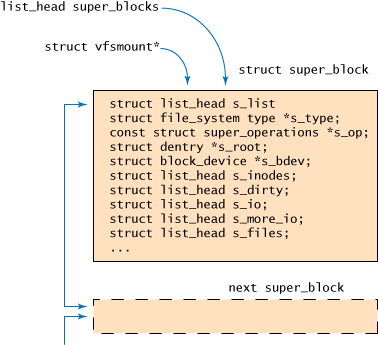 list_head super_blocks
struct vfsmount*
struct super_block
struct list_head s_list
struct file_system type *s_type;
const struct super_operations *s_op;
struct dentry *s_root;
struct block_device *s_bdev;
struct list_head s_inodes;
struct list_head s_dirty;
struct list_head s_io;
struct list_head s_more_io;
struct list_head s_files;
...
next super_block